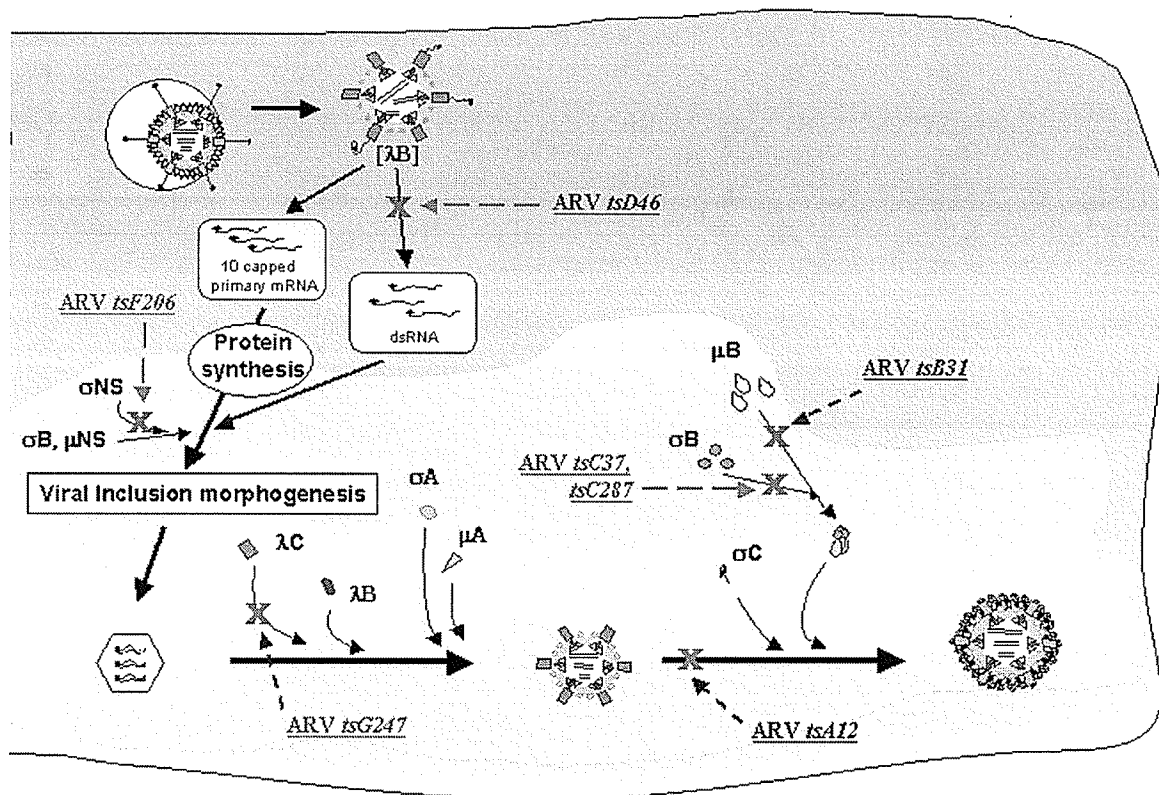 [λB]
ARV tsD46
10 capped
primary mRNA
ARV tsF206
dsRNA
Protein
synthesis
μB
ARV tsB31
σNS
σB, μNS
σB
ARV tsC37,
tsC287
Viral Inclusion morphogenesis
σA
λC
μA
λB
σC
ARV tsG247
ARV tsA12